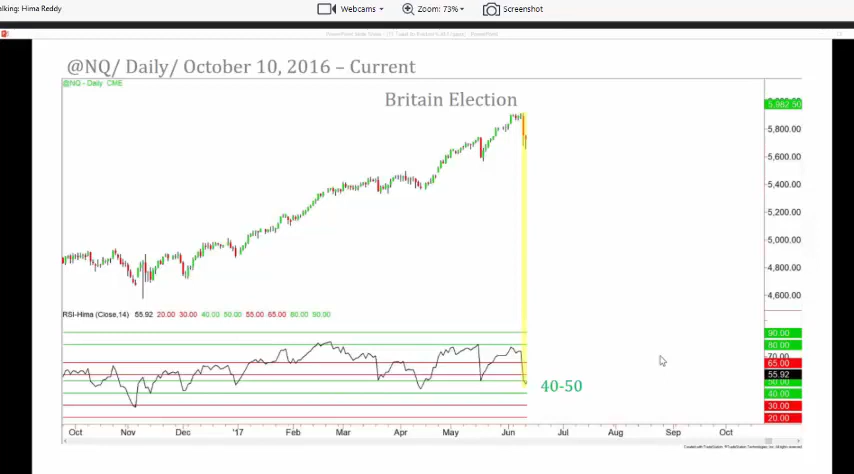 alking: Hima Reddy
Webcams
Zoom: 73%
Screenshot
@NQ/ Daily/ October 10, 2016 – Current
@NQ - Daily CME
Britain Election
5,982.50
5,800.00
5,600.00
5,400.00
5,200.00
5,000.00
4,800.00
4,600.00
RSI-Hima (Close,14) 55.92 20.00 30.00 40.00 50.00 55.00 65.00 80.00 90.00
90.00
80.00
70.00
65.00
55.92
50.00
40.00
30.00
20.00
40-50
Oct Nov Dec '17 Feb Mar Apr May Jun Jul Aug Sep Oct